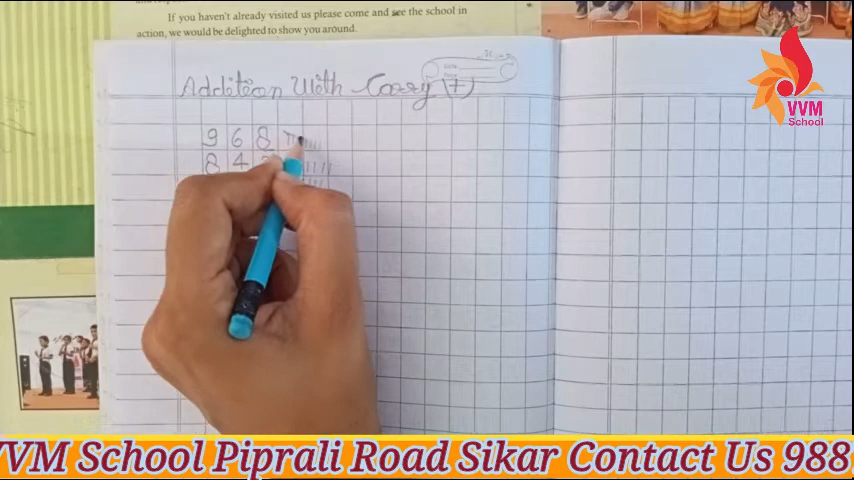 If you haven't already visited us please come and see the school in
action, we would be delighted to show you around.
Addition With Carry (+)
9 6 8
8 4
VVM
School
VVM School Piprali Road Sikar Contact Us 988